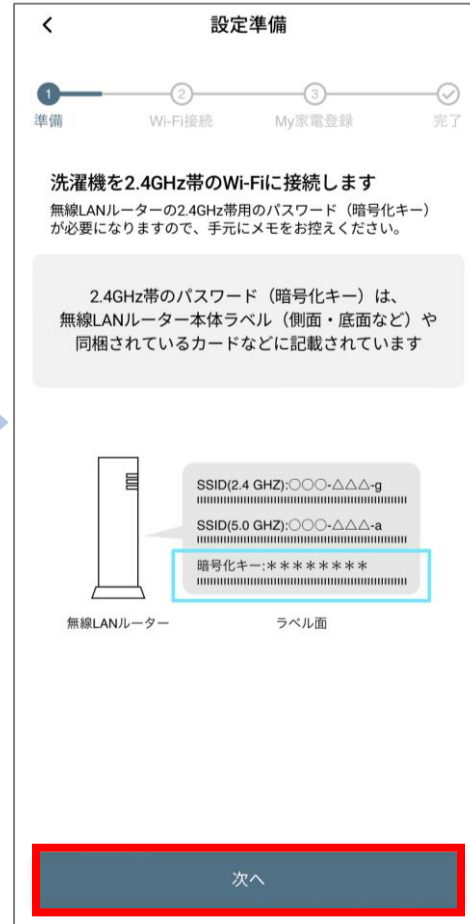 設定準備
1 2 3
準備 Wi-Fi接続 My家電登録 完了
洗濯機を2.4GHz帯のWi-Fiに接続します
無線LANルーターの2.4GHz帯用のパスワード（暗号化キー）
が必要になりますので、手元にメモをお控えください。
2.4GHz帯のパスワード（暗号化キー）は、
無線LANルーター本体ラベル（側面・底面など）や
同梱されているカードなどに記載されています
SSID(2.4 GHZ):○○○-△△△-g
SSID(5.0 GHZ):○○○-△△△-a
暗号化キー:＊＊＊＊＊＊＊＊
無線LANルーター ラベル面
次へ